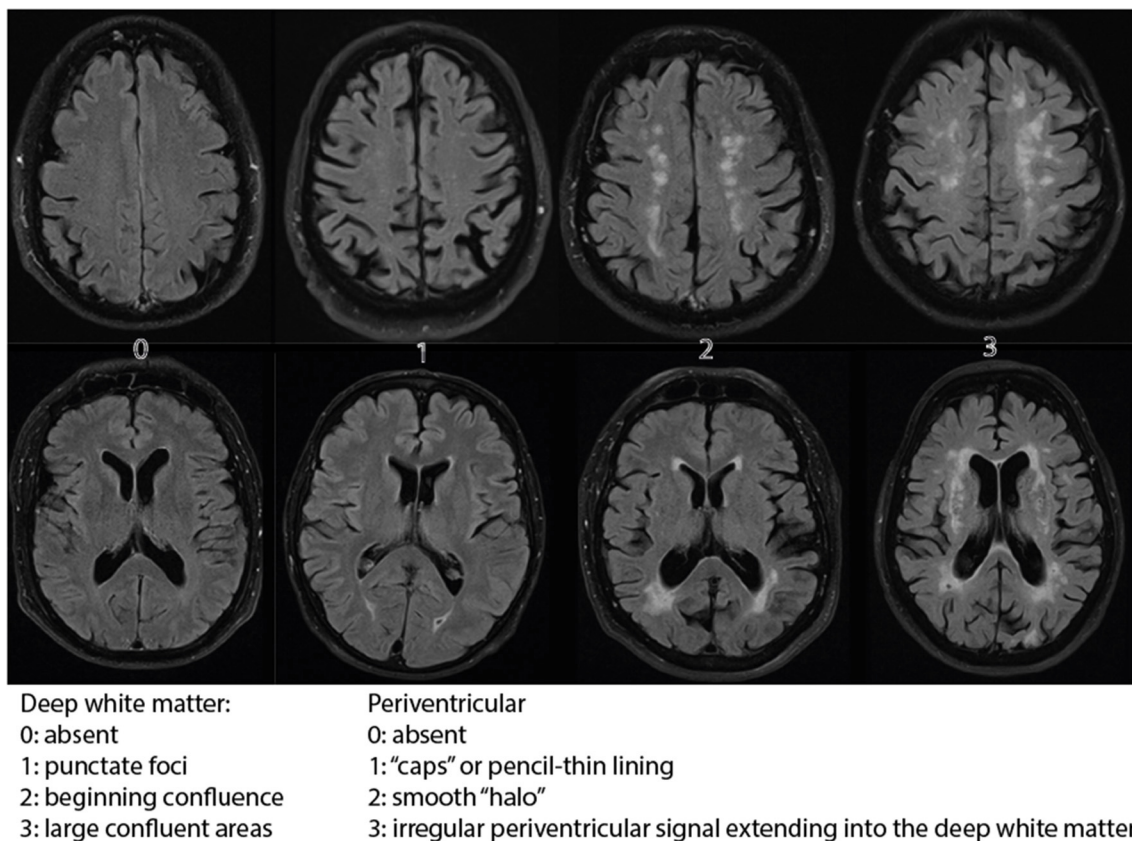 0 1 2 3
Deep white matter:
0: absent
1: punctate foci
2: beginning confluence
3: large confluent areas
Periventricular
0: absent
1: “caps” or pencil-thin lining
2: smooth “halo”
3: irregular periventricular signal extending into the deep white matter